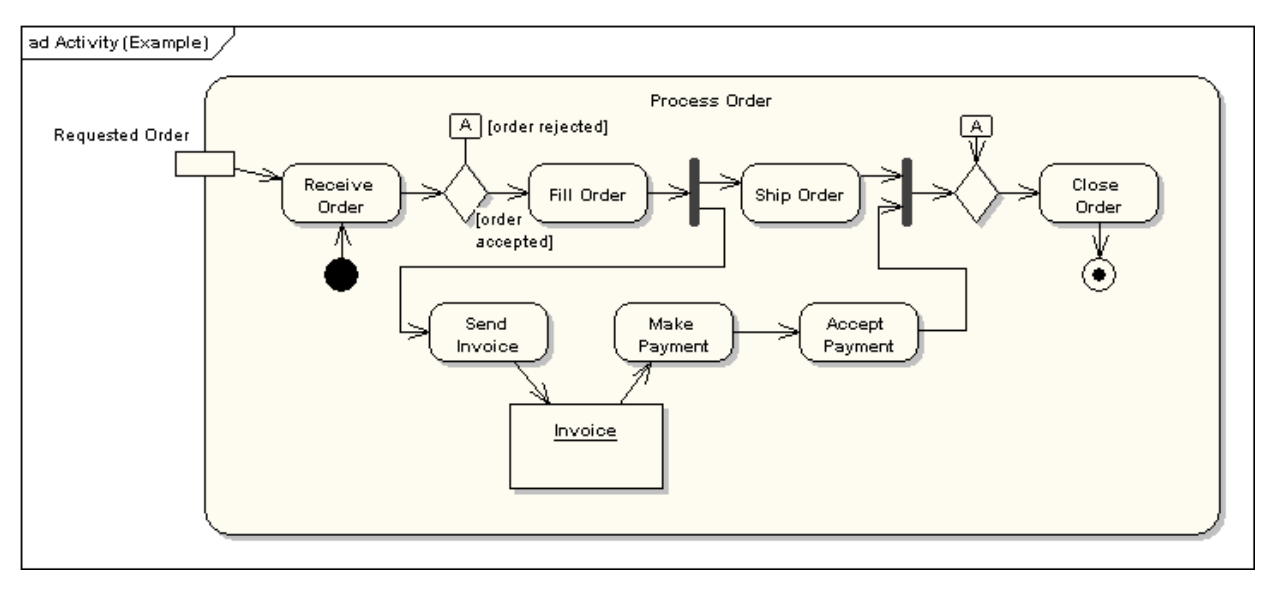 ad Activity (Example)
Process Order
Requested Order
A
[order rejected]
A
Receive
Order
Fill Order
Ship Order
Close
Order
[order
accepted]
Send
Invoice
Make
Payment
Accept
Payment
Invoice